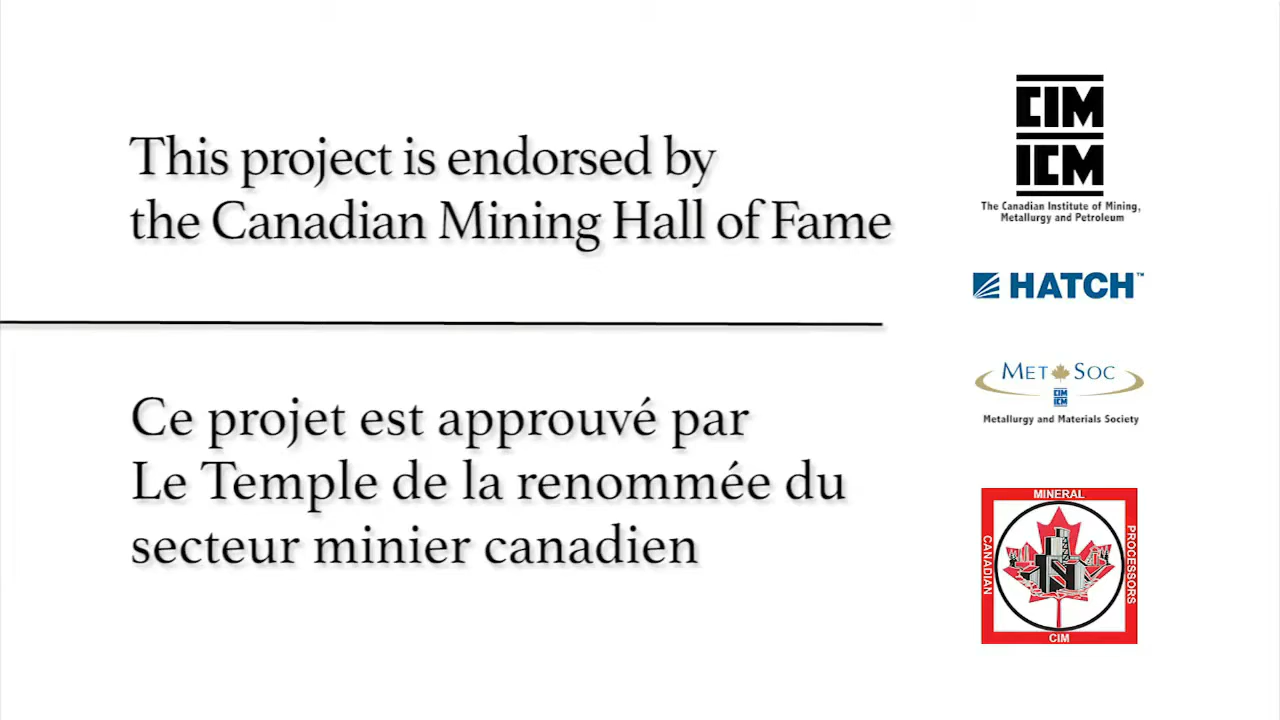 This project is endorsed by
the Canadian Mining Hall of Fame
Ce projet est approuvé par
Le Temple de la renommée du
secteur minier canadien
CIM
ICM
The Canadian Institute of Mining,
Metallurgy and Petroleum
HATCH™
MET SOC
CIM
ICM
Metallurgy and Materials Society
MINERAL
CANADIAN
PROCESSORS
CIM